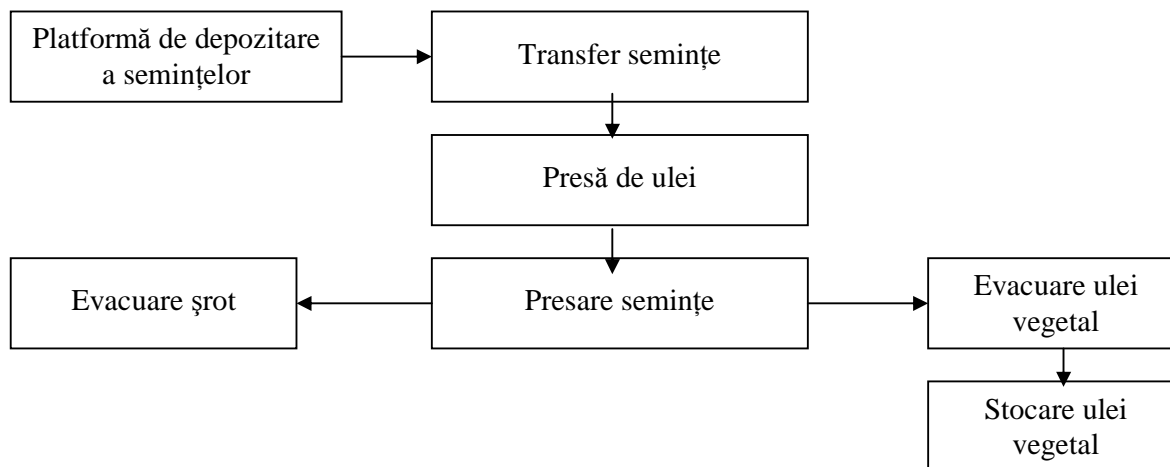 Platformă de depozitare
a semințelor
Transfer semințe
Presă de ulei
Evacuare şrot
Presare semințe
Evacuare ulei
vegetal
Stocare ulei
vegetal